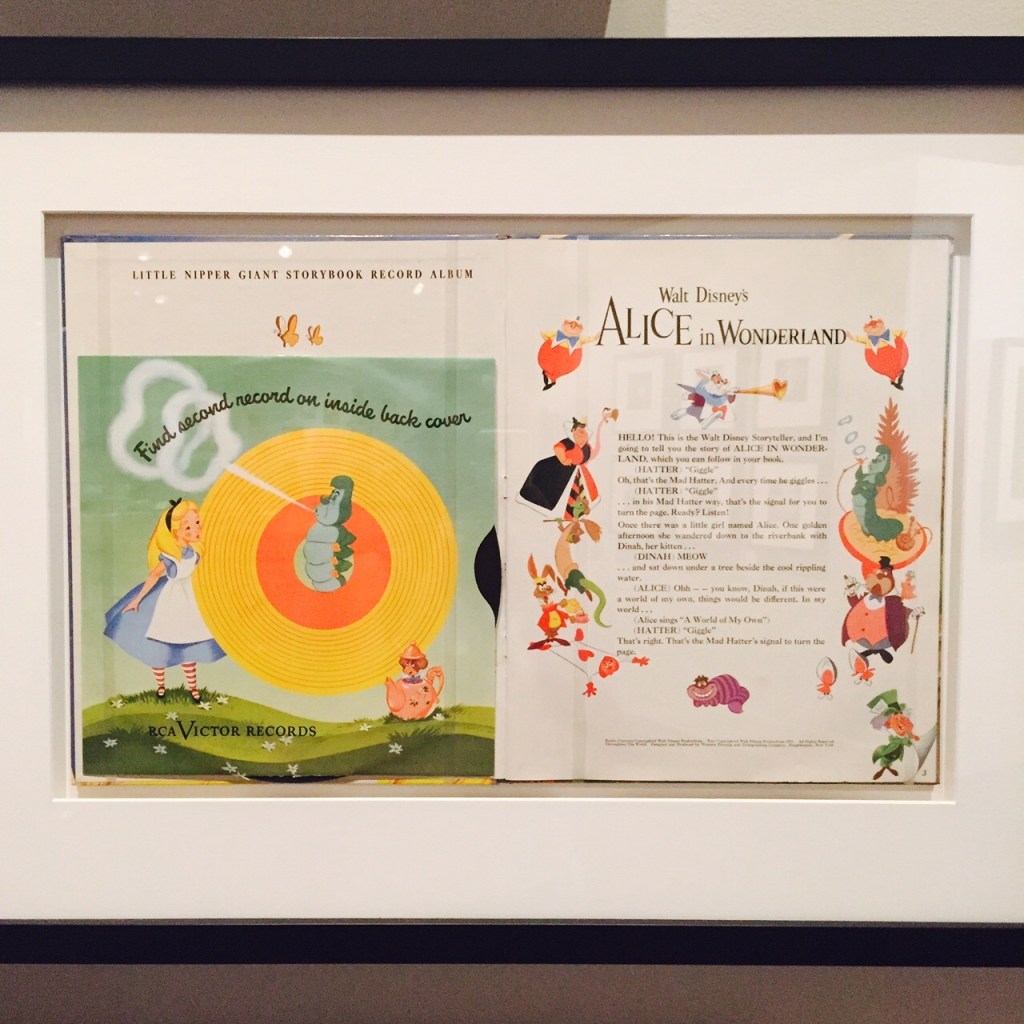 LITTLE NIPPER GIANT STORYBOOK RECORD ALBUM
Find second record on inside back cover
RCA VICTOR RECORDS
Walt Disney's
ALICE in WONDERLAND
HELLO! This is the Walt Disney Storyteller, and I'm
going to tell you the story of ALICE IN WONDER-
LAND, which you can follow in your book.
(HATTER) "Giggle"
Oh, that's the Mad Hatter. And every time he giggles . . .
(HATTER) "Giggle"
. . . in his Mad Hatter way, that's the signal for you to
turn the page. Ready? Listen!
Once there was a little girl named Alice. One golden
afternoon she wandered down to the riverbank with
Dinah, her kitten . . .
(DINAH) MEOW
. . . and sat down under a tree beside the cool rippling
water.
(ALICE) Ohh — — you know, Dinah, if this were
a world of my own, things would be different. In my
world . . .
(Alice sings "A World of My Own")
(HATTER) "Giggle"
That's right. That's the Mad Hatter's signal to turn the
page.
3